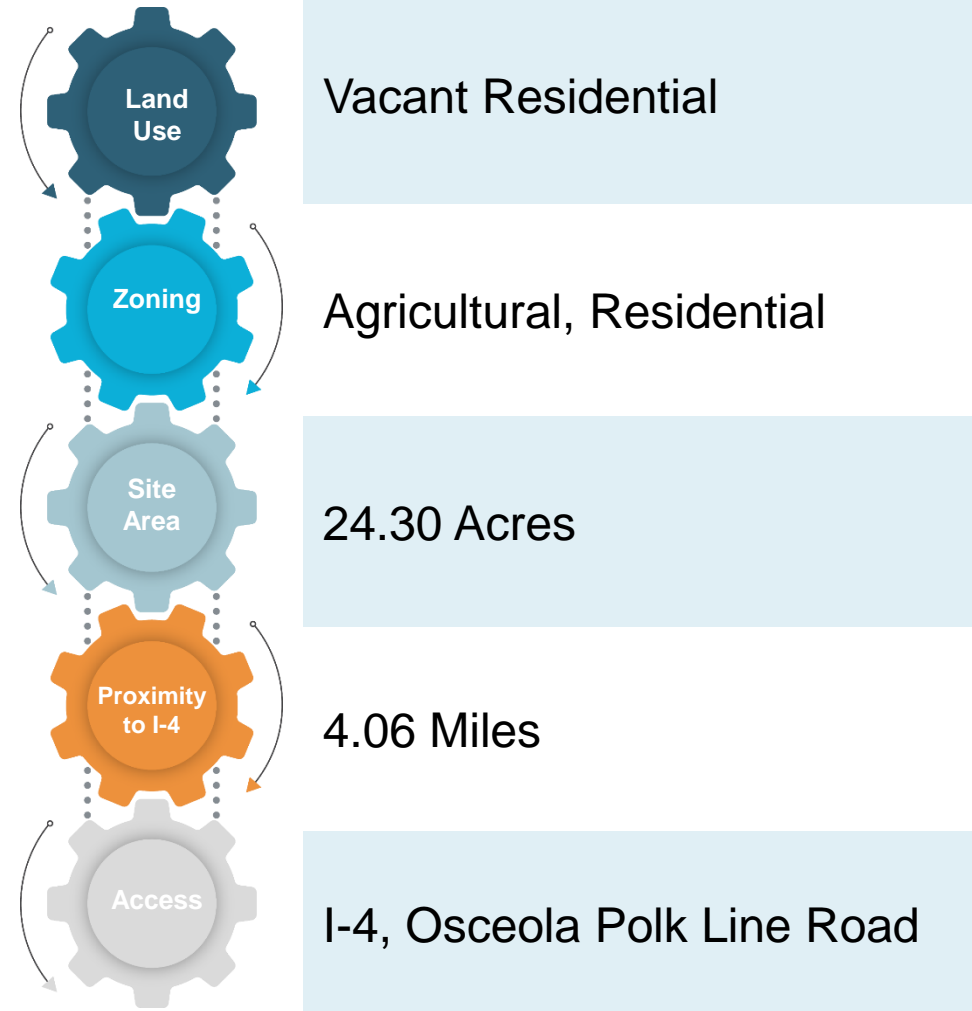 Land
Use
Vacant Residential
Zoning
Agricultural, Residential
Site
Area
24.30 Acres
Proximity
to I-4
4.06 Miles
Access
I-4, Osceola Polk Line Road